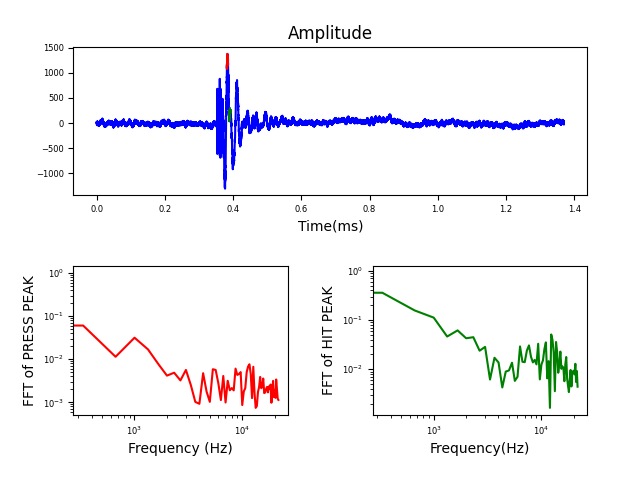 Amplitude
1500
1000
500
0
−500
−1000
0.0 0.2 0.4 0.6 0.8 1.0 1.2 1.4
Time(ms)
FFT of PRESS PEAK
10⁰
10⁻¹
10⁻²
10⁻³
10³ 10⁴
Frequency (Hz)
FFT of HIT PEAK
10⁰
10⁻¹
10⁻²
10³ 10⁴
Frequency(Hz)